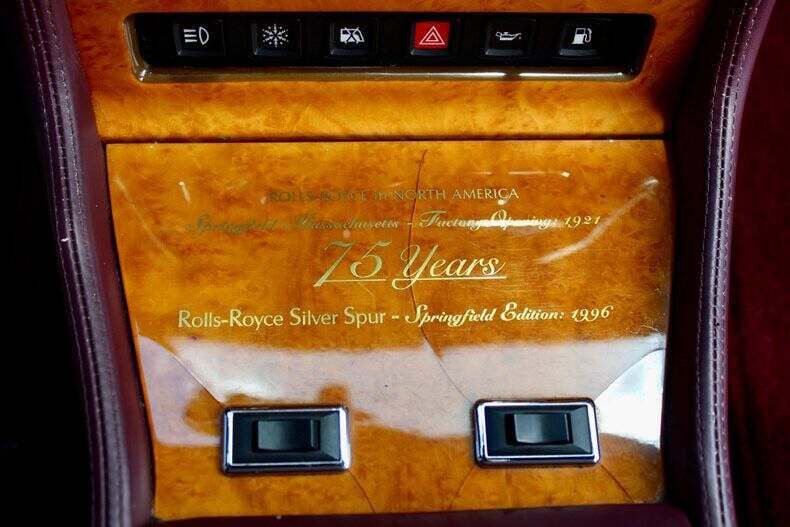 ROLLS-ROYCE in NORTH AMERICA
Springfield Massachusetts - Factory Opening: 1921
75 Years
Rolls-Royce Silver Spur - Springfield Edition: 1996